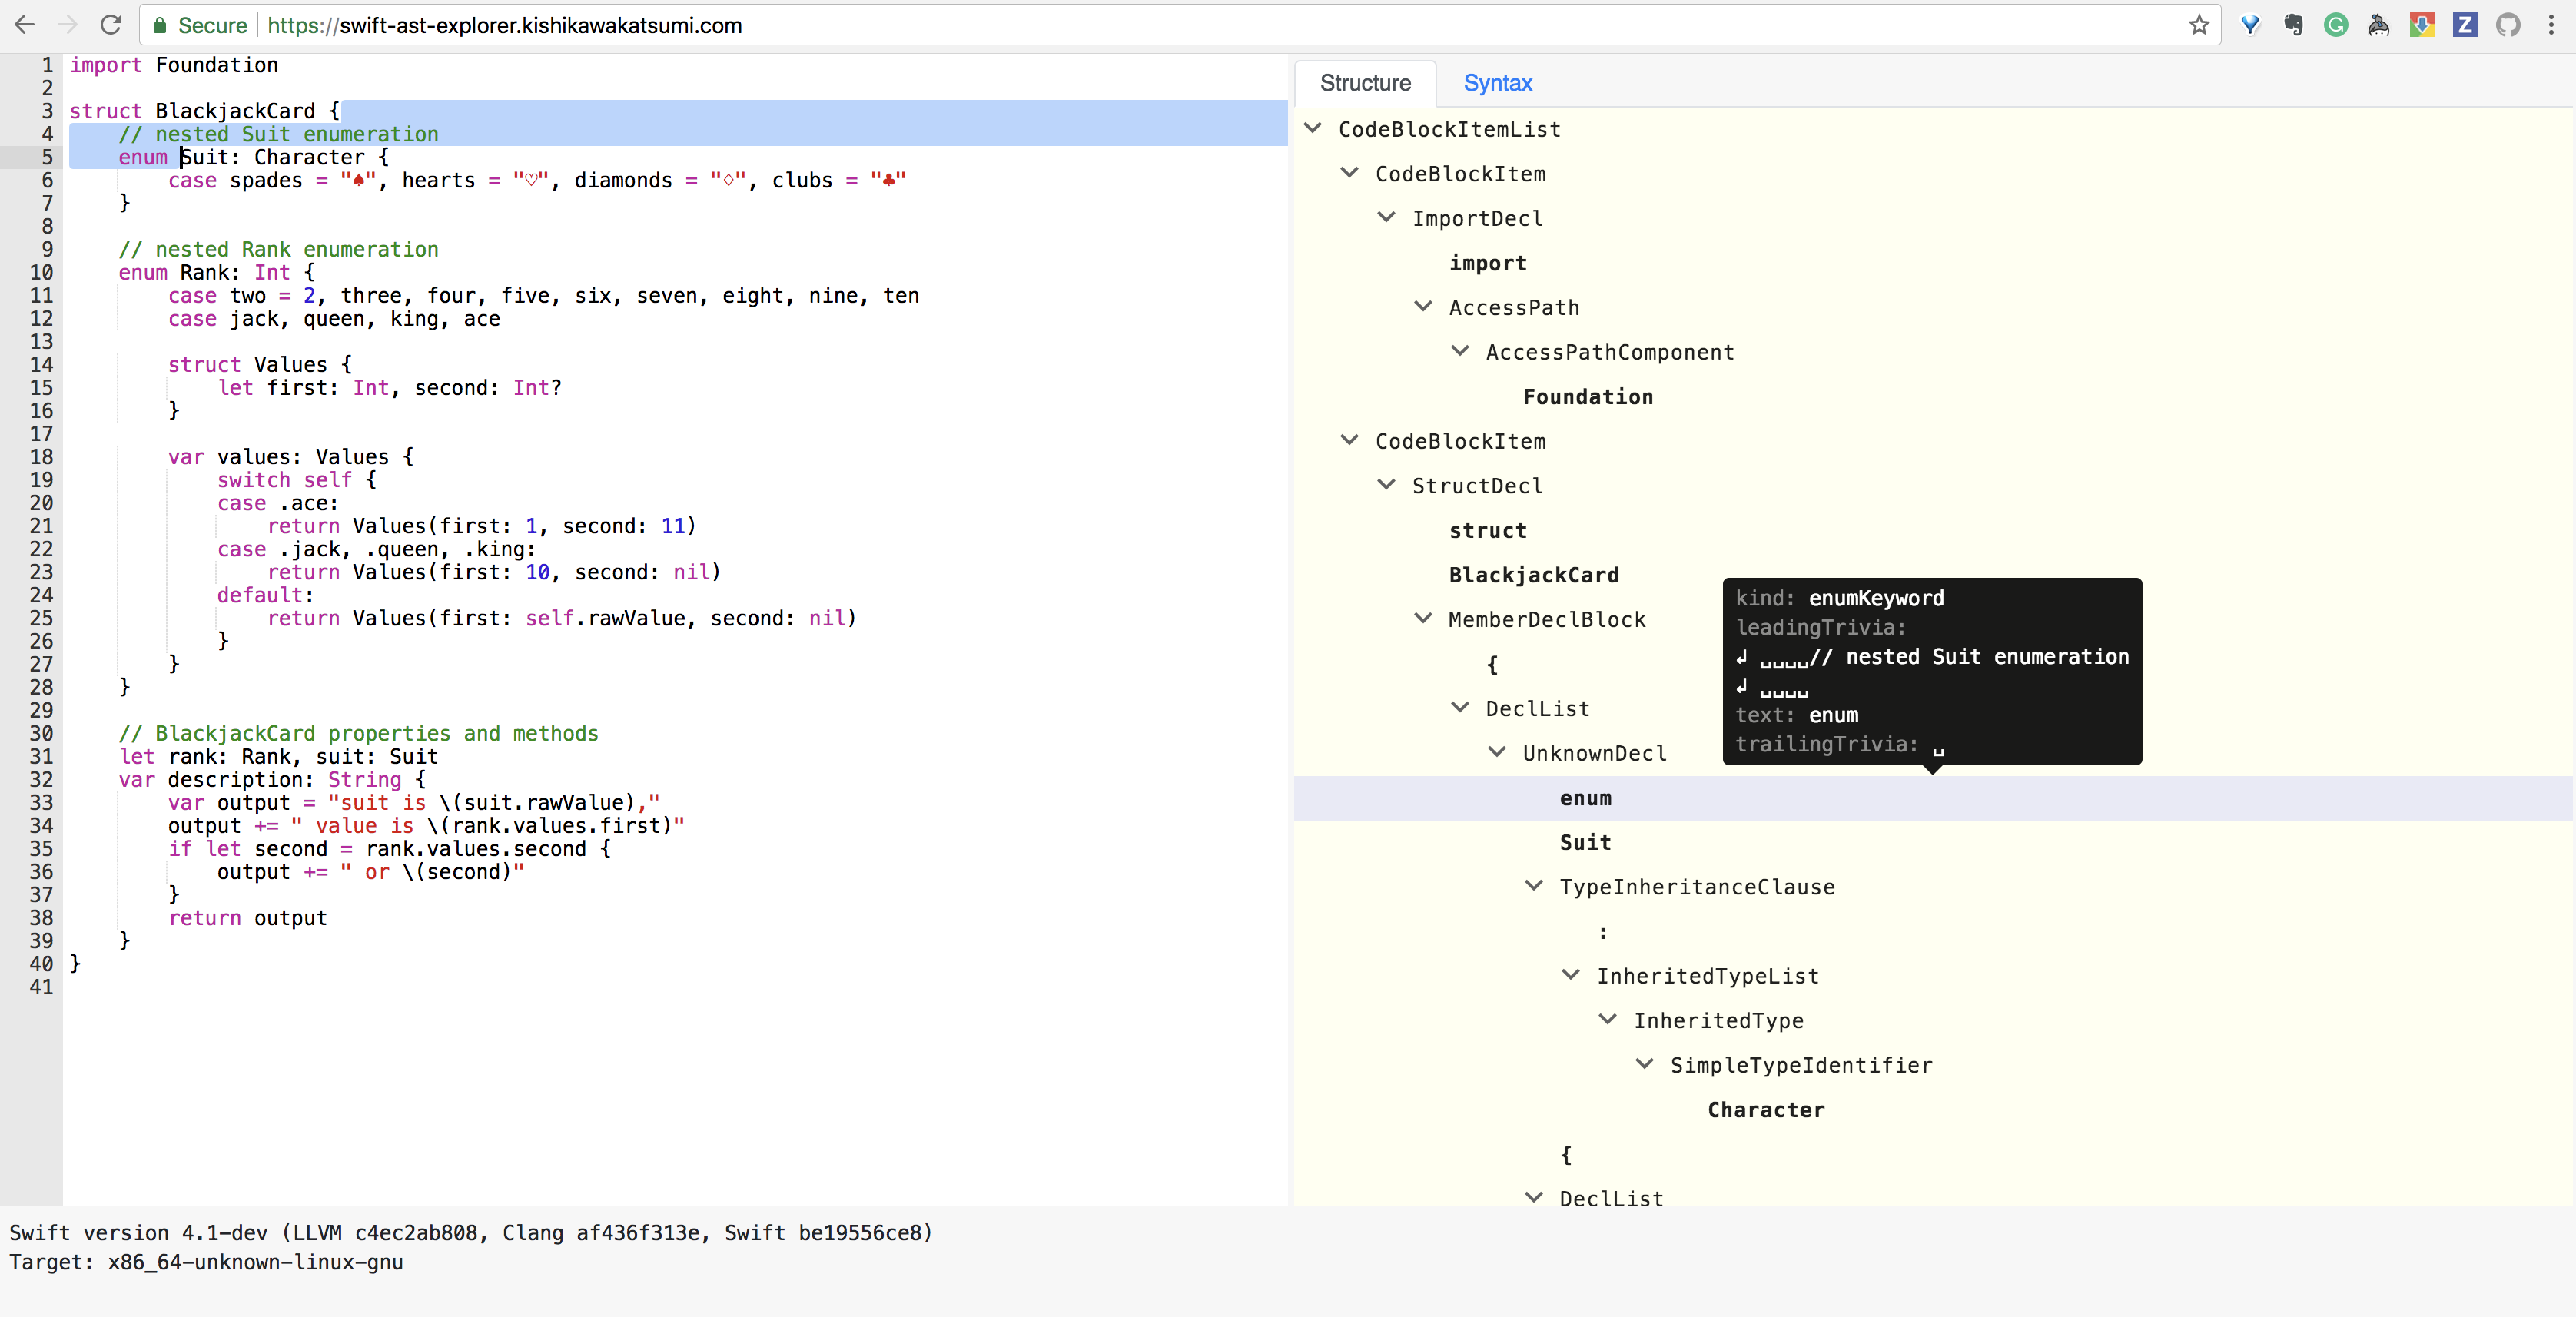 Secure https://swift-ast-explorer.kishikawakatsumi.com
1 import Foundation
2
3 struct BlackjackCard {
4     // nested Suit enumeration
5     enum Suit: Character {
6         case spades = "♠", hearts = "♡", diamonds = "♢", clubs = "♣"
7     }
8
9     // nested Rank enumeration
10     enum Rank: Int {
11         case two = 2, three, four, five, six, seven, eight, nine, ten
12         case jack, queen, king, ace
13
14         struct Values {
15             let first: Int, second: Int?
16         }
17
18         var values: Values {
19             switch self {
20             case .ace:
21                 return Values(first: 1, second: 11)
22             case .jack, .queen, .king:
23                 return Values(first: 10, second: nil)
24             default:
25                 return Values(first: self.rawValue, second: nil)
26             }
27         }
28     }
29
30     // BlackjackCard properties and methods
31     let rank: Rank, suit: Suit
32     var description: String {
33         var output = "suit is \(suit.rawValue),"
34         output += " value is \(rank.values.first)"
35         if let second = rank.values.second {
36             output += " or \(second)"
37         }
38         return output
39     }
40 }
41
Structure Syntax
CodeBlockItemList
CodeBlockItem
ImportDecl
import
AccessPath
AccessPathComponent
Foundation
CodeBlockItem
StructDecl
struct
BlackjackCard
MemberDeclBlock
{
DeclList
UnknownDecl
enum
Suit
TypeInheritanceClause
:
InheritedTypeList
InheritedType
SimpleTypeIdentifier
Character
{
DeclList
kind: enumKeyword
leadingTrivia:
↲ ␣␣␣␣// nested Suit enumeration
↲ ␣␣␣␣
text: enum
trailingTrivia: ␣
Swift version 4.1-dev (LLVM c4ec2ab808, Clang af436f313e, Swift be19556ce8)
Target: x86_64-unknown-linux-gnu